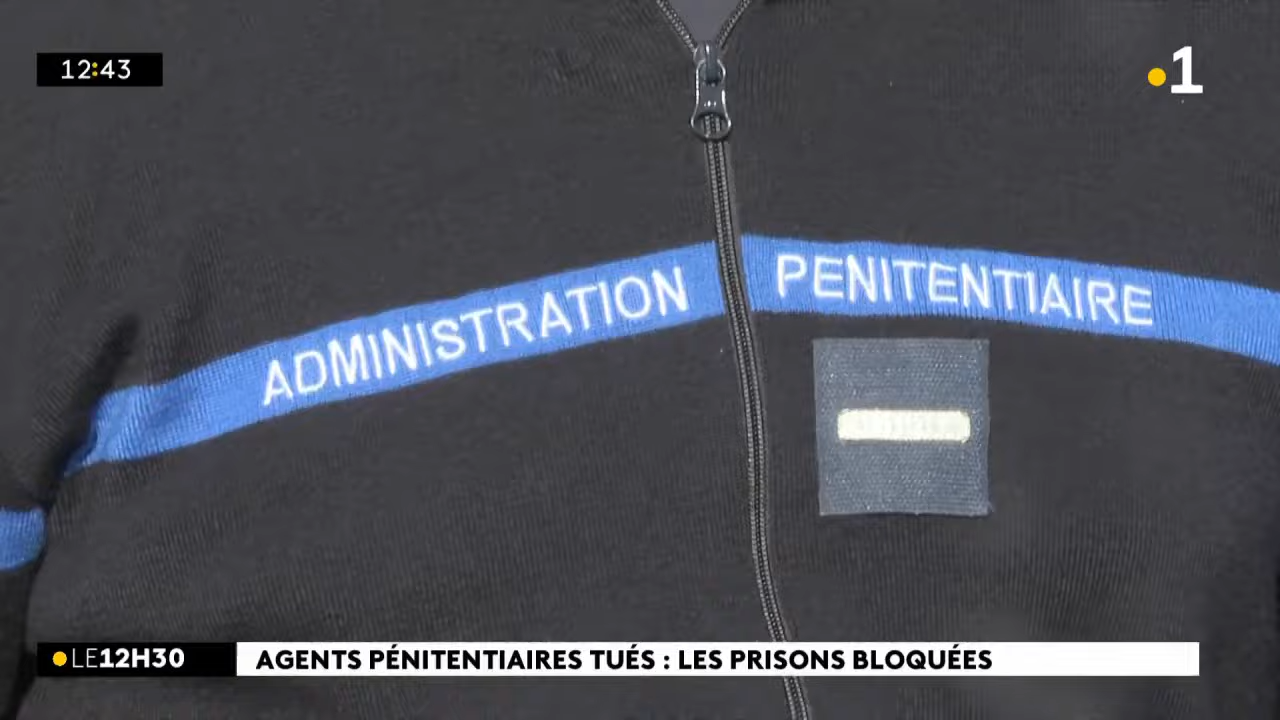 12:43
1
ADMINISTRATION PENITENTIAIRE
LE12H30
AGENTS PÉNITENTIAIRES TUÉS : LES PRISONS BLOQUÉES